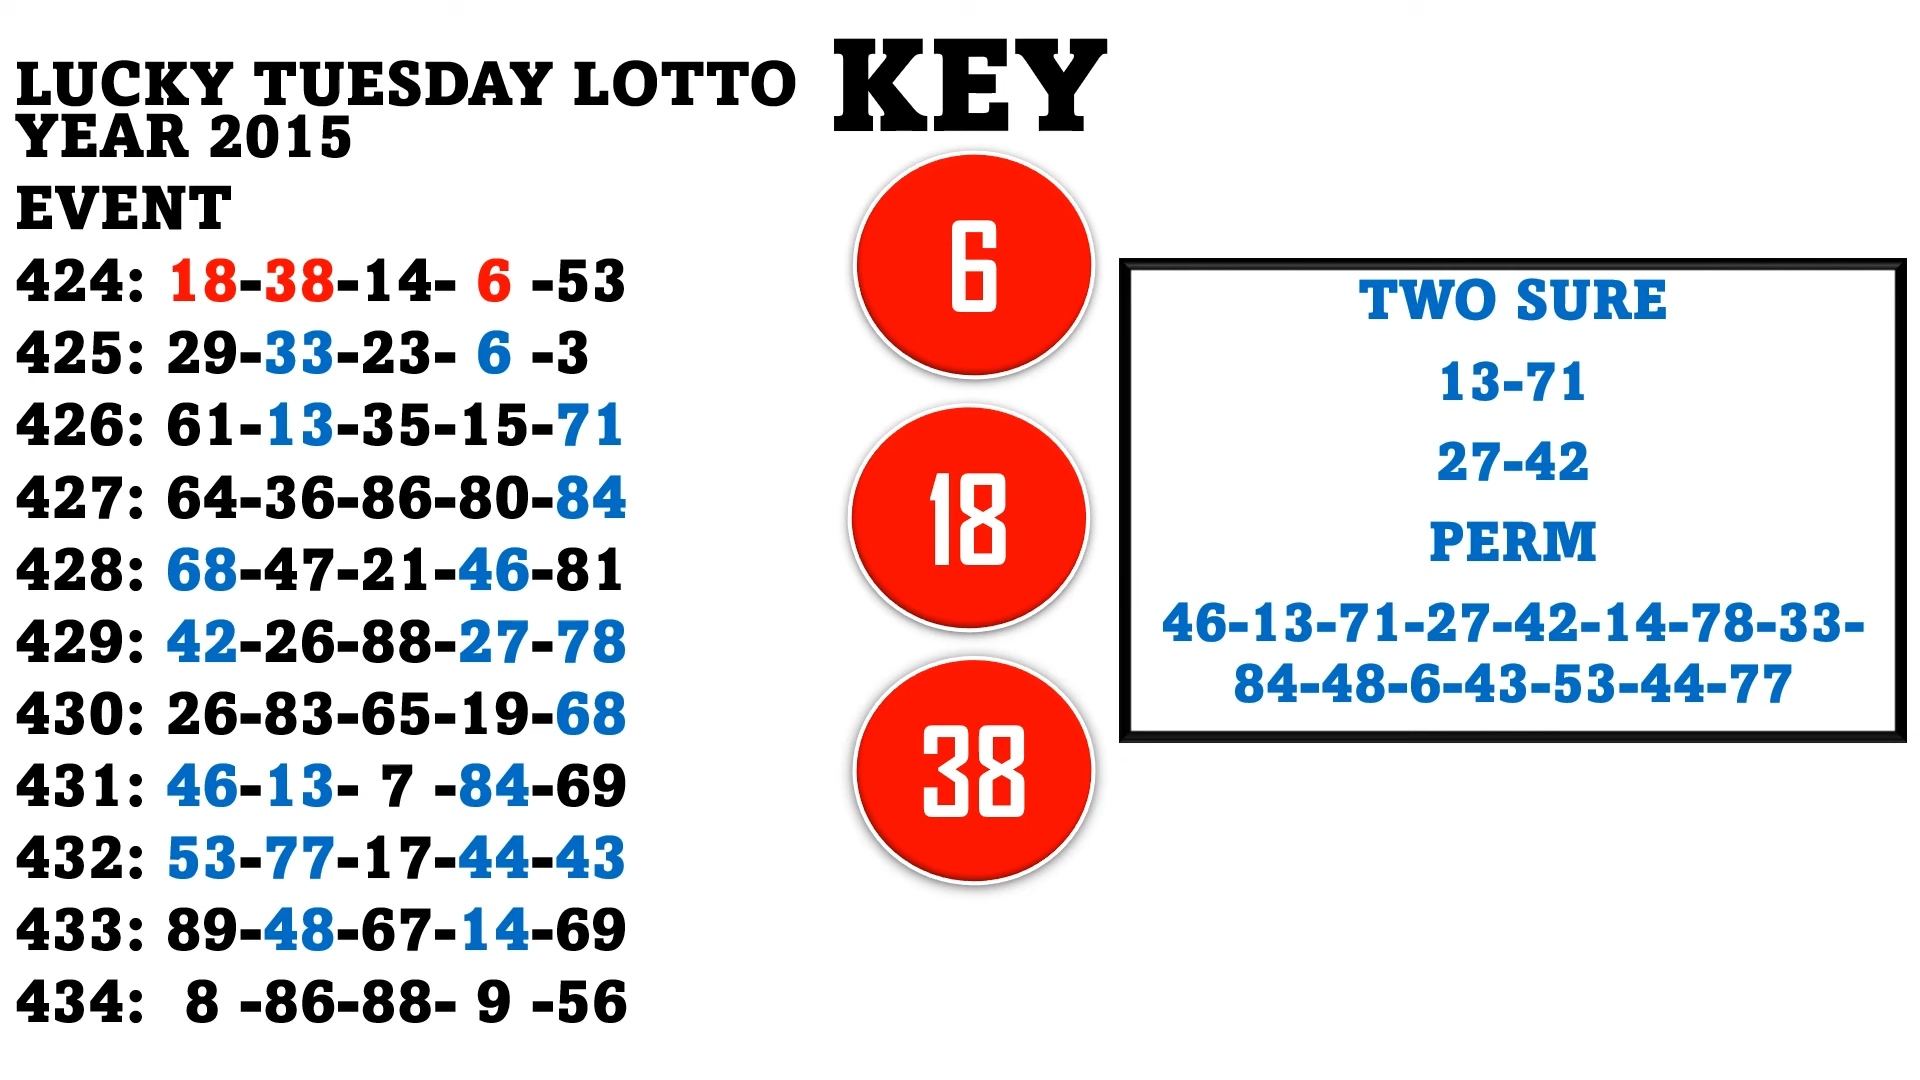 LUCKY TUESDAY LOTTO
YEAR 2015
EVENT
424: 18-38-14- 6 -53
425: 29-33-23- 6 -3
426: 61-13-35-15-71
427: 64-36-86-80-84
428: 68-47-21-46-81
429: 42-26-88-27-78
430: 26-83-65-19-68
431: 46-13- 7 -84-69
432: 53-77-17-44-43
433: 89-48-67-14-69
434: 8 -86-88- 9 -56
KEY
6
18
38
TWO SURE
13-71
27-42
PERM
46-13-71-27-42-14-78-33-
84-48-6-43-53-44-77